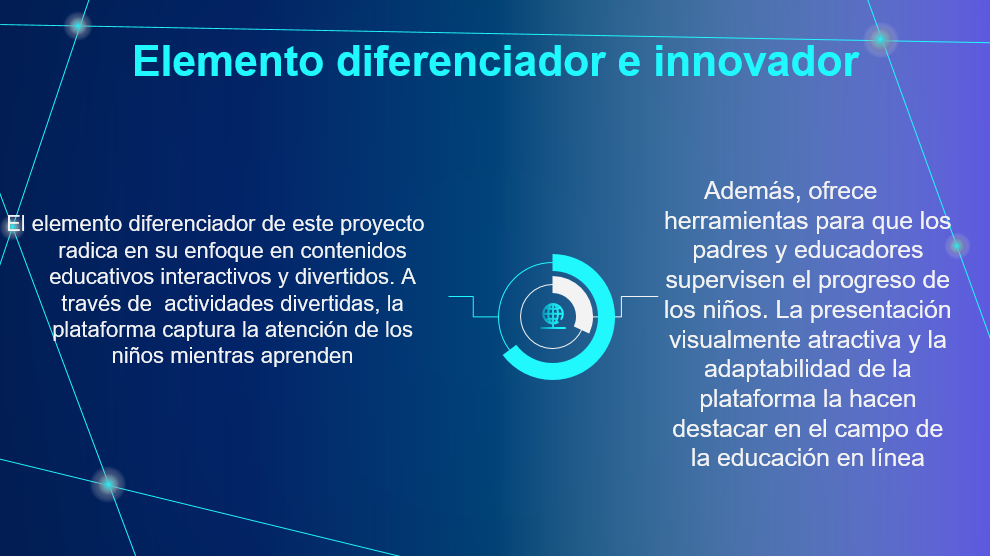 Elemento diferenciador e innovador
El elemento diferenciador de este proyecto
radica en su enfoque en contenidos
educativos interactivos y divertidos. A
través de  actividades divertidas, la
plataforma captura la atención de los
niños mientras aprenden
Además, ofrece
herramientas para que los
padres y educadores
supervisen el progreso de
los niños. La presentación
visualmente atractiva y la
adaptabilidad de la
plataforma la hacen
destacar en el campo de
la educación en línea